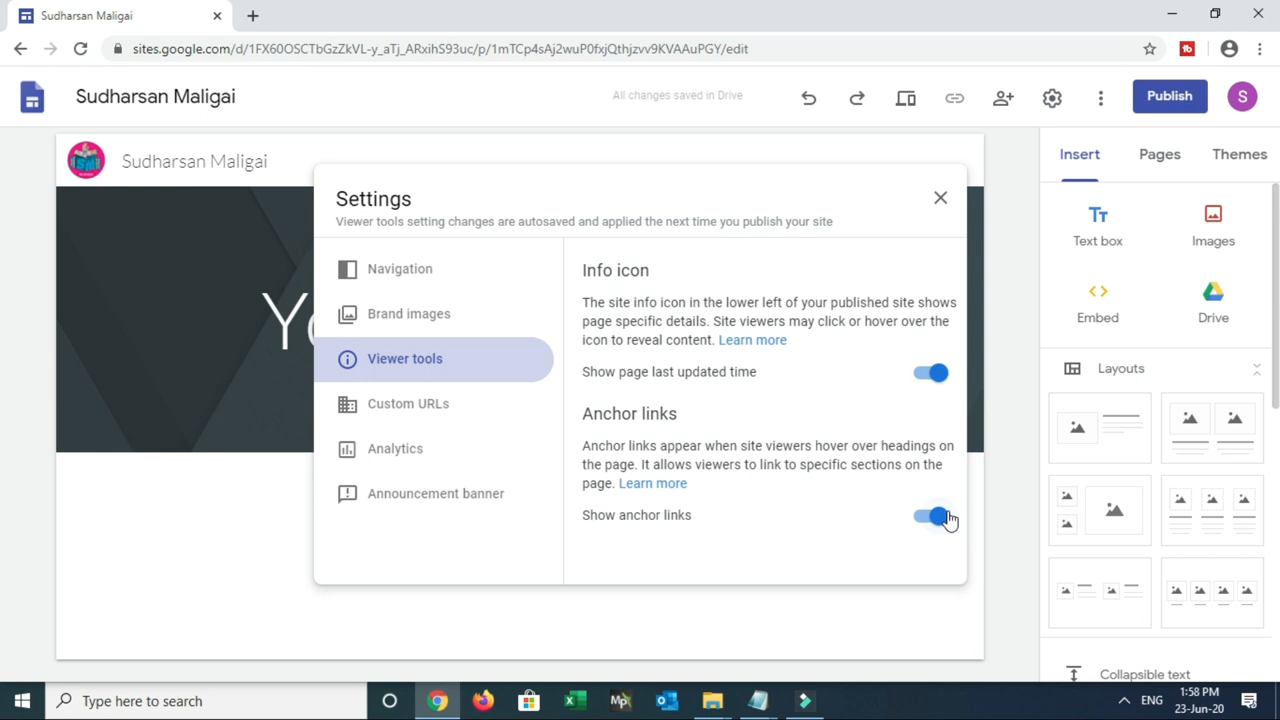 Sudharsan Maligai
sites.google.com/d/1FX60OSCTbGzZkVL-y_aTj_ARxihS93uc/p/1mTCp4sAj2wuP0fxjQthjzvv9KVAAuPGY/edit
Sudharsan Maligai
All changes saved in Drive
Publish
S
Sudharsan Maligai
Insert
Pages
Themes
Settings
Viewer tools setting changes are autosaved and applied the next time you publish your site
Navigation
Brand images
Viewer tools
Custom URLs
Analytics
Announcement banner
Info icon
The site info icon in the lower left of your published site shows
page specific details. Site viewers may click or hover over the
icon to reveal content. Learn more
Show page last updated time
Anchor links
Anchor links appear when site viewers hover over headings on
the page. It allows viewers to link to specific sections on the
page. Learn more
Show anchor links
Tт Text box
Images
Embed
Drive
Layouts
Collapsible text
Type here to search
ENG
1:58 PM
23-Jun-20